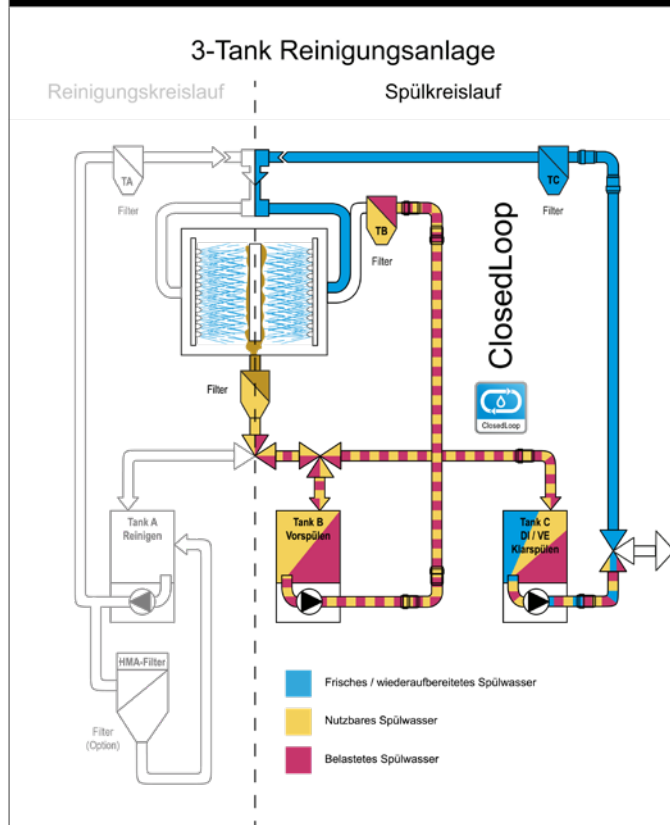 3-Tank Reinigungsanlage
Reinigungskreislauf
Spülkreislauf
TA
Filter
TC
Filter
TB
Filter
ClosedLoop
ClosedLoop
Filter
Tank A
Reinigen
Tank B
Vorspülen
Tank C
DI / VE
Klarspülen
HMA-Filter
Filter
(Option)
Frisches / wiederaufbereitetes Spülwasser
Nutzbares Spülwasser
Belastetes Spülwasser